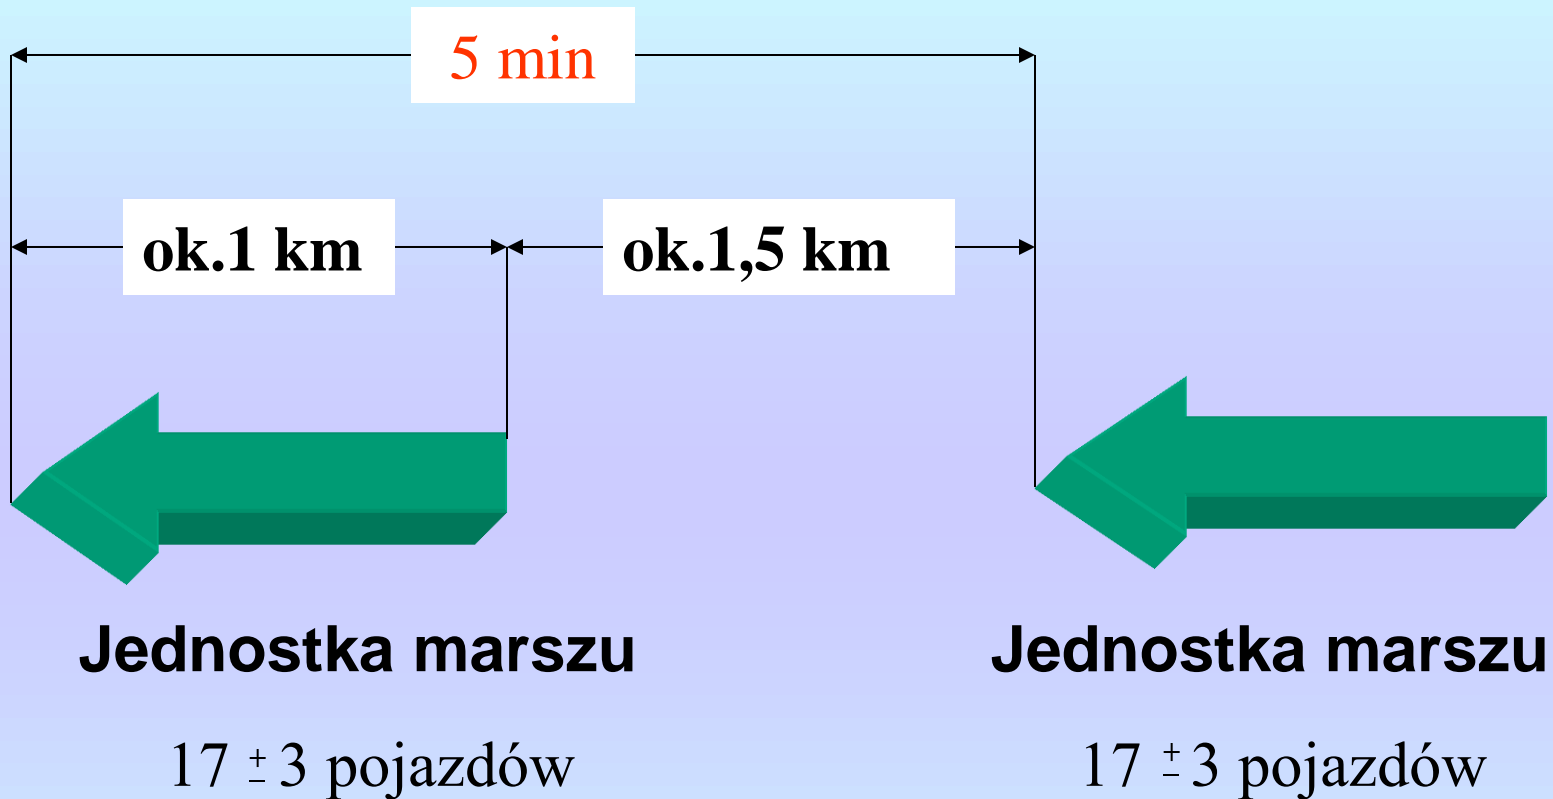 5 min
ok.1 km
ok.1,5 km
Jednostka marszu
17 ± 3 pojazdów
Jednostka marszu
17 ± 3 pojazdów